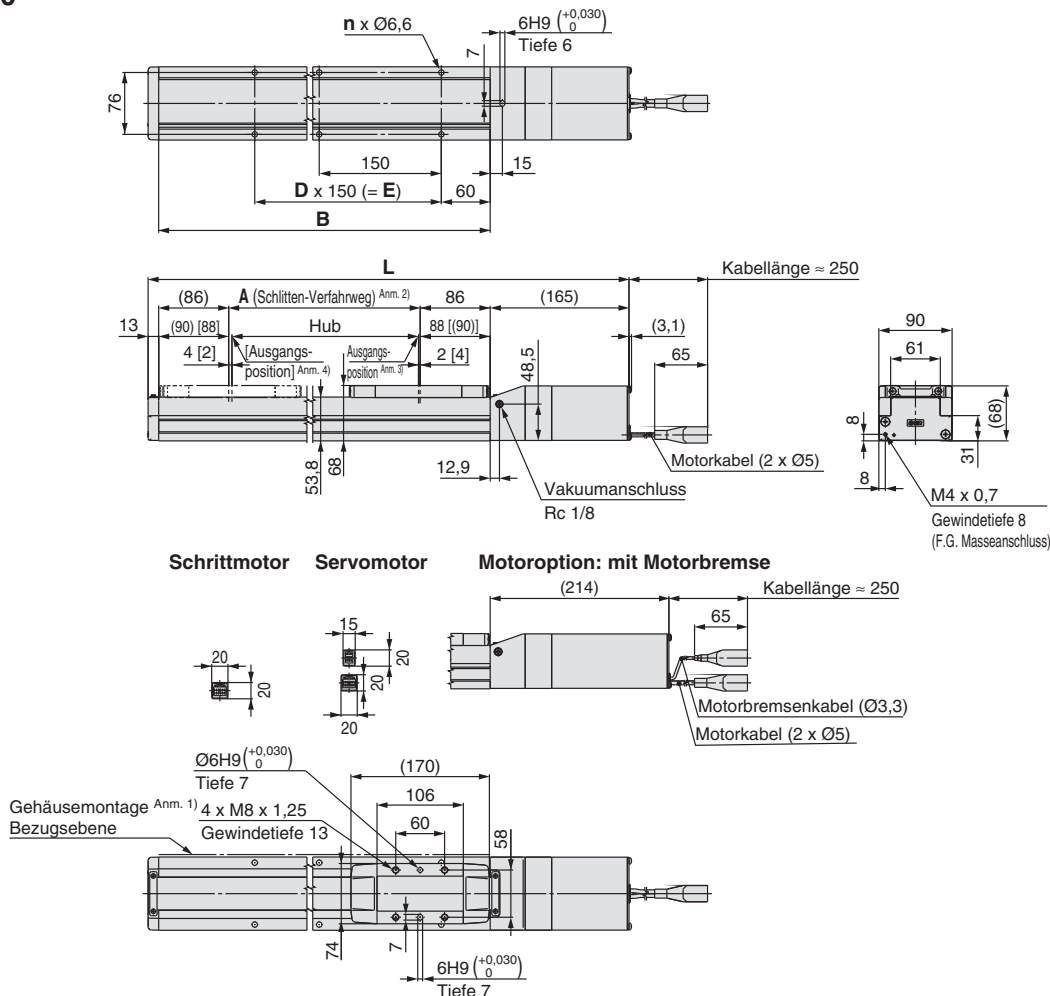 n x Ø6,6
6H9 (+0,030 0)
Tiefe 6
7
76
150
15
D x 150 (= E)
60
B
L
Kabellänge ≈ 250
(86)
A (Schlitten-Verfahrweg) Anm. 2)
86
(165)
13
(90) [88]
Hub
88 [(90)]
(3,1)
4 [2]
[Ausgangs-
position] Anm. 4)
Ausgangs-
position Anm. 3)
2 [4]
48,5
65
90
61
8
(68)
31
8
53,8
68
12,9
Motorkabel (2 x Ø5)
Vakuumanschluss
Rc 1/8
M4 x 0,7
Gewindetiefe 8
(F.G. Masseanschluss)
Schrittmotor
Servomotor
Motoroption: mit Motorbremse
(214)
Kabellänge ≈ 250
65
15
20
20
20
20
20
Motorbremsenkabel (Ø3,3)
Motorkabel (2 x Ø5)
Ø6H9 (+0,030 0)
Tiefe 7
(170)
Gehäusemontage Anm. 1)
Bezugsebene
4 x M8 x 1,25
Gewindetiefe 13
106
60
58
74
7
6H9 (+0,030 0)
Tiefe 7